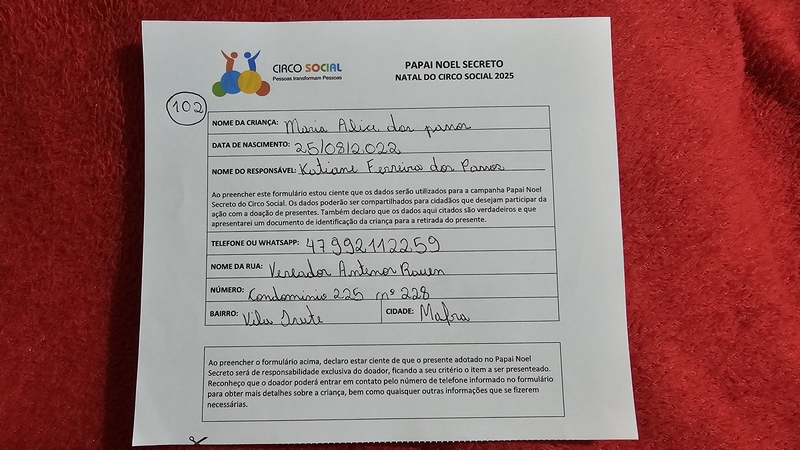 CIRCO SOCIAL
Pessoas transformam Pessoas
PAPAI NOEL SECRETO
NATAL DO CIRCO SOCIAL 2025
102
NOME DA CRIANÇA: Maria Alice dos passos
DATA DE NASCIMENTO: 25/08/2022
NOME DO RESPONSÁVEL: Katiane Ferreira dos Passos
Ao preencher este formulário estou ciente que os dados serão utilizados para a campanha Papai Noel
Secreto do Circo Social. Os dados poderão ser compartilhados para cidadãos que desejam participar da
ação com a doação de presentes. Também declaro que os dados aqui citados são verdadeiros e que
apresentarei um documento de identificação da criança para a retirada do presente.
TELEFONE OU WHATSAPP: 47992112259
NOME DA RUA: Vereador Antenor Rauen
NÚMERO: Condominio 225 nº 228
BAIRRO: Vila Ivete CIDADE: Mafra
Ao preencher o formulário acima, declaro estar ciente de que o presente adotado no Papai Noel
Secreto será de responsabilidade exclusiva do doador, ficando a seu critério o item a ser presenteado.
Reconheço que o doador poderá entrar em contato pelo número de telefone informado no formulário
para obter mais detalhes sobre a criança, bem como quaisquer outras informações que se fizerem
necessárias.